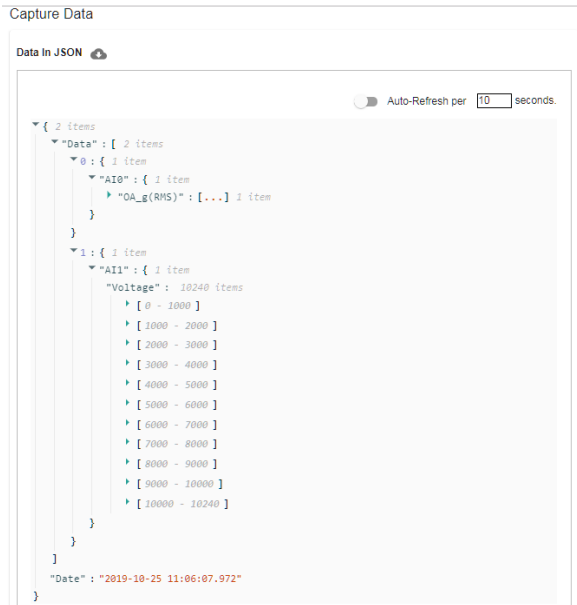 Capture Data
Data In JSON
Auto-Refresh per 10 seconds.
{ 2 items
"Data" : [ 2 items
0 : { 1 item
"AI0" : { 1 item
"OA_g(RMS)" : [...] 1 item
}
}
1 : { 1 item
"AI1" : { 1 item
"Voltage" : 10240 items
[ 0 - 1000 ]
[ 1000 - 2000 ]
[ 2000 - 3000 ]
[ 3000 - 4000 ]
[ 4000 - 5000 ]
[ 5000 - 6000 ]
[ 6000 - 7000 ]
[ 7000 - 8000 ]
[ 8000 - 9000 ]
[ 9000 - 10000 ]
[ 10000 - 10240 ]
}
}
]
"Date" : "2019-10-25 11:06:07.972"
}